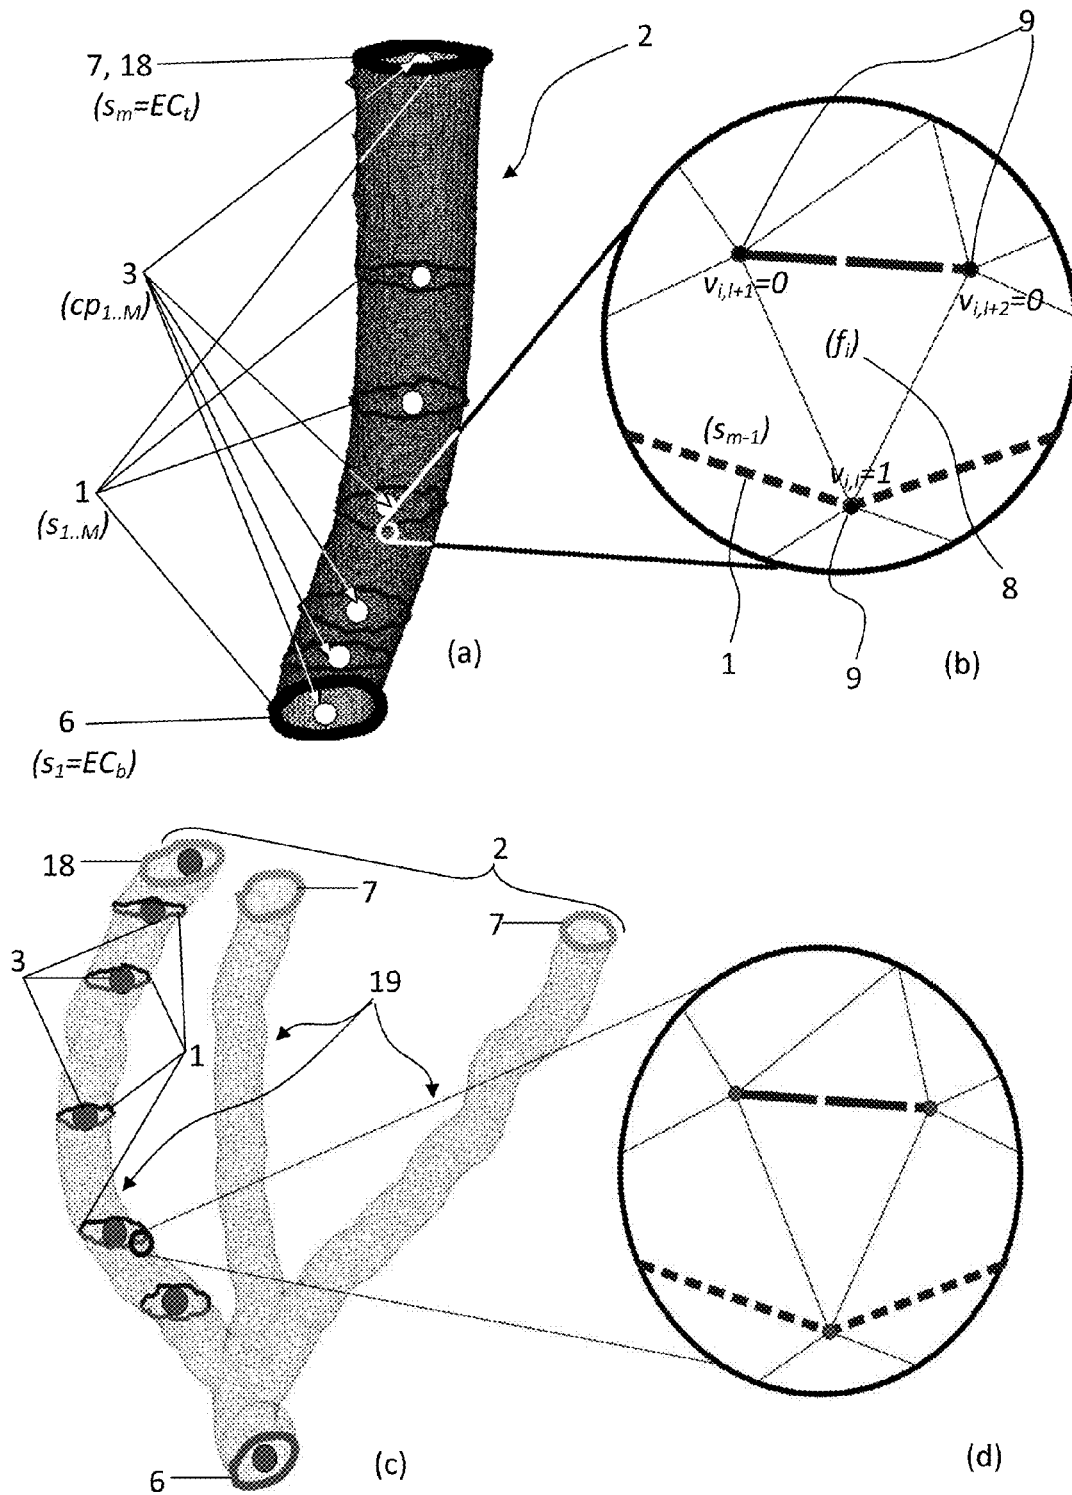 9
2
7, 18
(s_m=EC_t)
3
(cp_1..M)
v_i,l+1=0
v_i,l+2=0
(f_i)
(s_m-1)
v_i,l=1
1
(s_1..M)
8
(a)
1
9
(b)
6
(s_1=EC_b)
2
18
7
7
3
19
1
6
(c)
(d)